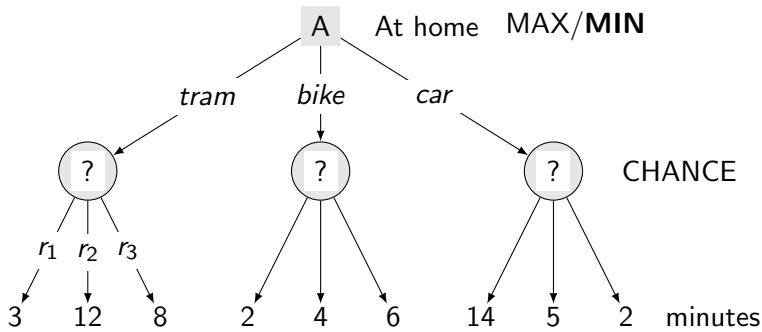 A At home MAX/MIN
tram bike car
? ? ? CHANCE
r1 r2 r3
3 12 8 2 4 6 14 5 2 minutes